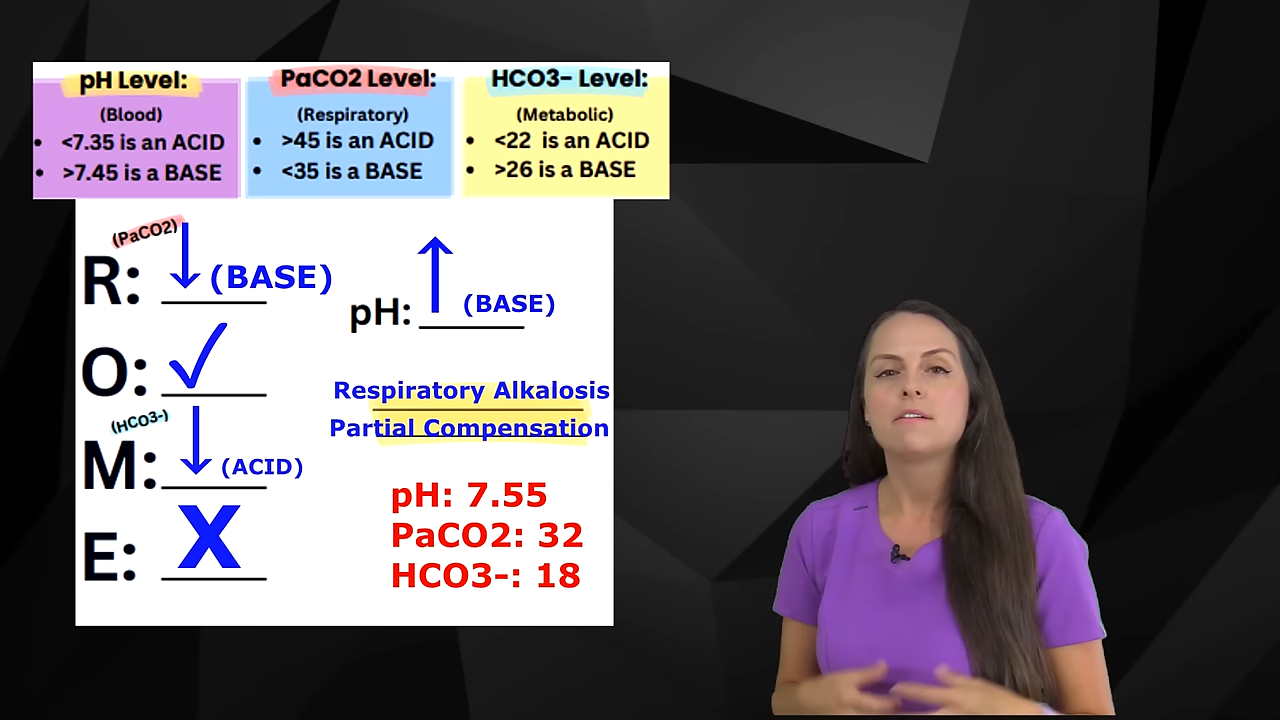 pH Level:
(Blood)
• <7.35 is an ACID
• >7.45 is a BASE
PaCO2 Level:
(Respiratory)
• >45 is an ACID
• <35 is a BASE
HCO3- Level:
(Metabolic)
• <22 is an ACID
• >26 is a BASE
(PaCO2)
R: ↓ (BASE)
O: ✓
(HCO3-)
M: ↓ (ACID)
E: X
pH: ↑ (BASE)
Respiratory Alkalosis
Partial Compensation
pH: 7.55
PaCO2: 32
HCO3-: 18